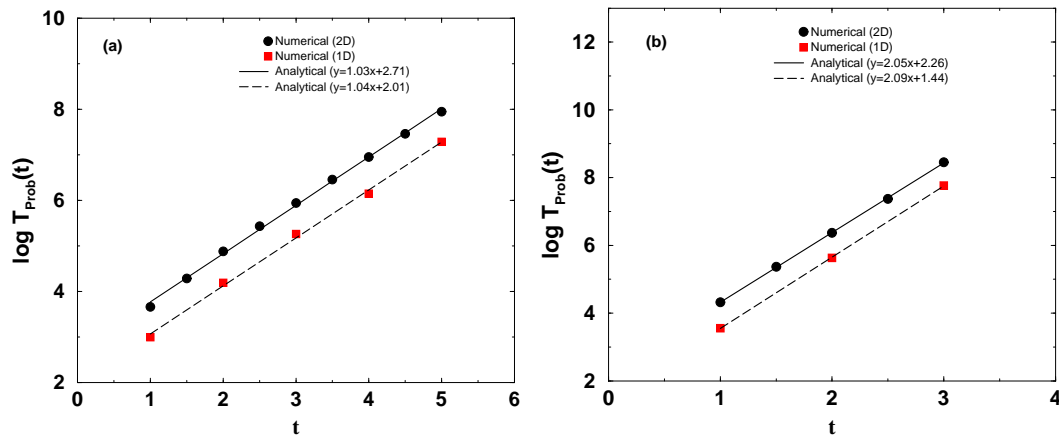 (a)
Numerical (2D)
Numerical (1D)
Analytical (y=1.03x+2.71)
Analytical (y=1.04x+2.01)
10
8
6
4
2
log T_Prob(t)
0 1 2 3 4 5 6
t
(b)
Numerical (2D)
Numerical (1D)
Analytical (y=2.05x+2.26)
Analytical (y=2.09x+1.44)
12
10
8
6
4
2
log T_Prob(t)
0 1 2 3 4
t